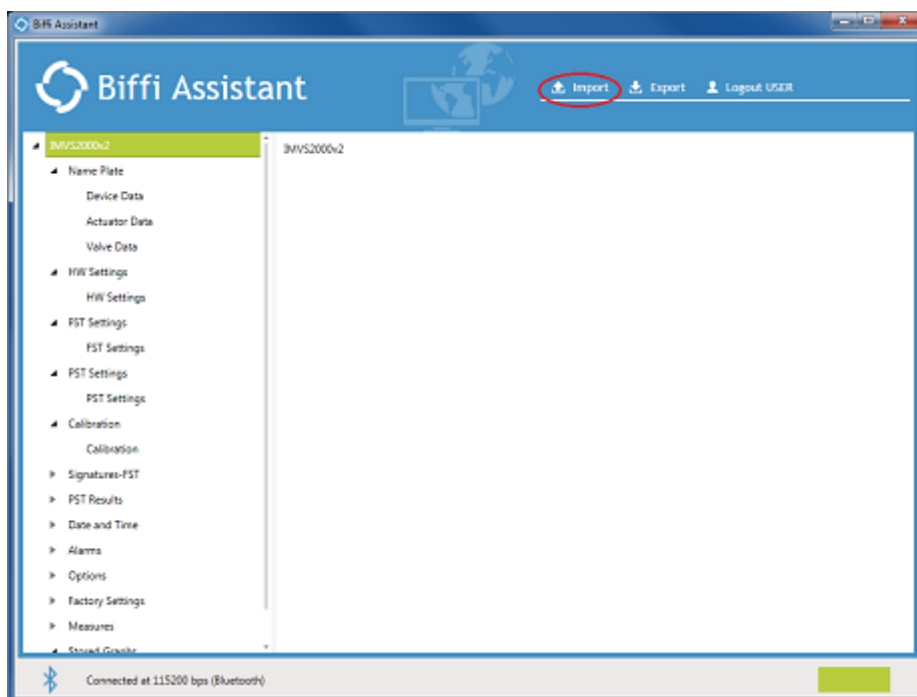 Biffi Assistant
Biffi Assistant
Import Export Logout USER
IMVS2000v2
IMVS2000v2
Name Plate
Device Data
Actuator Data
Valve Data
HW Settings
HW Settings
FST Settings
FST Settings
PST Settings
PST Settings
Calibration
Calibration
Signatures-FST
PST Results
Date and Time
Alarms
Options
Factory Settings
Measures
Stored Graphs
Connected at 115200 bps (Bluetooth)